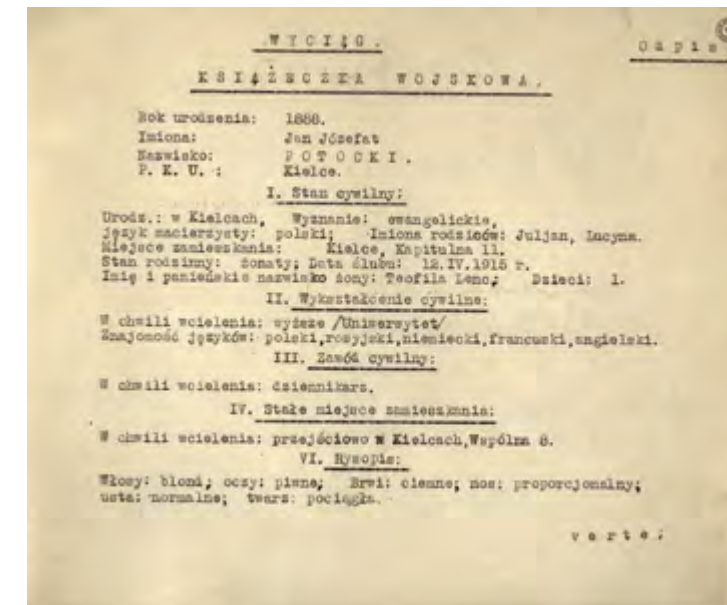 WYCIĄG.
Odpis
KSIĄŻECZKA WOJSKOWA.
Rok urodzenia: 1888.
Imiona: Jan Józefat
Nazwisko: POTOCKI.
P. K. U. : Kielce.
I. Stan cywilny:
Urodz.: w Kielcach, Wyznanie: ewangelickie,
język macierzysty: polski; Imiona rodziców: Juljan, Lucyna.
Miejsce zamieszkania: Kielce, Kapitulna 11.
Stan rodzinny: żonaty; Data ślubu: 12.IV.1915 r.
Imię i panieńskie nazwisko żony: Teofila Lenc; Dzieci: 1.
II. Wykształcenie cywilne:
W chwili wcielenia: wyższe /Uniwersytet/
Znajomość języków: polski,rosyjski,niemiecki,francuski,angielski.
III. Zawód cywilny:
W chwili wcielenia: dziennikarz.
IV. Stałe miejsce zamieszkania:
W chwili wcielenia: przejściowo w Kielcach,Wspólna 8.
VI. Rysopis:
Włosy: blond; oczy: piwne; Brwi: ciemne; nos: proporcjonalny;
usta: normalne; twarz: pociągła.
verte;